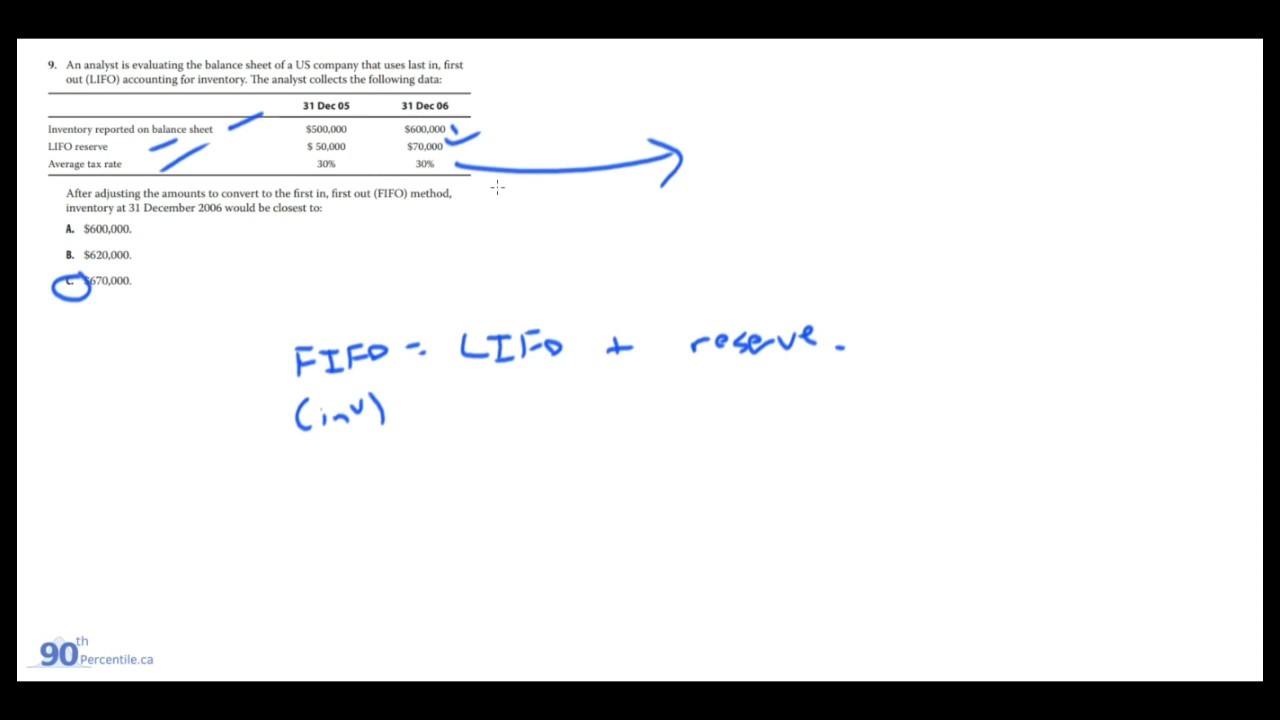 9. An analyst is evaluating the balance sheet of a US company that uses last in, first
out (LIFO) accounting for inventory. The analyst collects the following data:
31 Dec 05 31 Dec 06
Inventory reported on balance sheet $500,000 $600,000
LIFO reserve $ 50,000 $70,000
Average tax rate 30% 30%
After adjusting the amounts to convert to the first in, first out (FIFO) method,
inventory at 31 December 2006 would be closest to:
A. $600,000.
B. $620,000.
C. $670,000.
FIFO = LIFO + reserve.
(inv)
90th
Percentile.ca